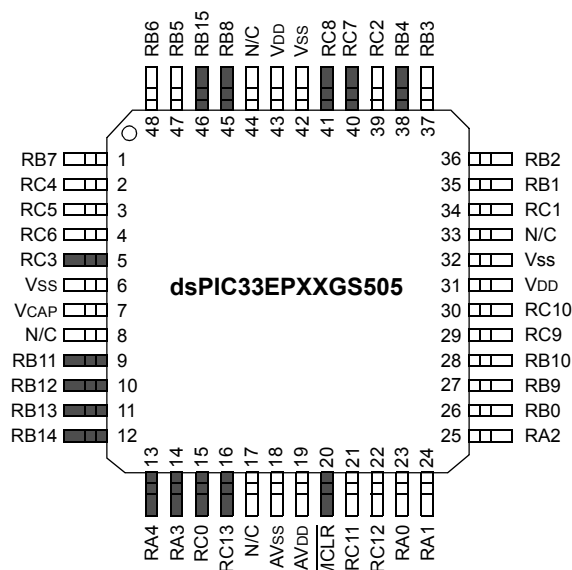 RB6
RB5
RB15
RB8
N/C
VDD
VSS
RC8
RC7
RC2
RB4
RB3
48
47
46
45
44
43
42
41
40
39
38
37
RB7 1
RC4 2
RC5 3
RC6 4
RC3 5
VSS 6
VCAP 7
N/C 8
RB11 9
RB12 10
RB13 11
RB14 12
dsPIC33EPXXGS505
36 RB2
35 RB1
34 RC1
33 N/C
32 Vss
31 VDD
30 RC10
29 RC9
28 RB10
27 RB9
26 RB0
25 RA2
13
14
15
16
17
18
19
20
21
22
23
24
RA4
RA3
RC0
RC13
N/C
AVSS
AVDD
MCLR
RC11
RC12
RA0
RA1